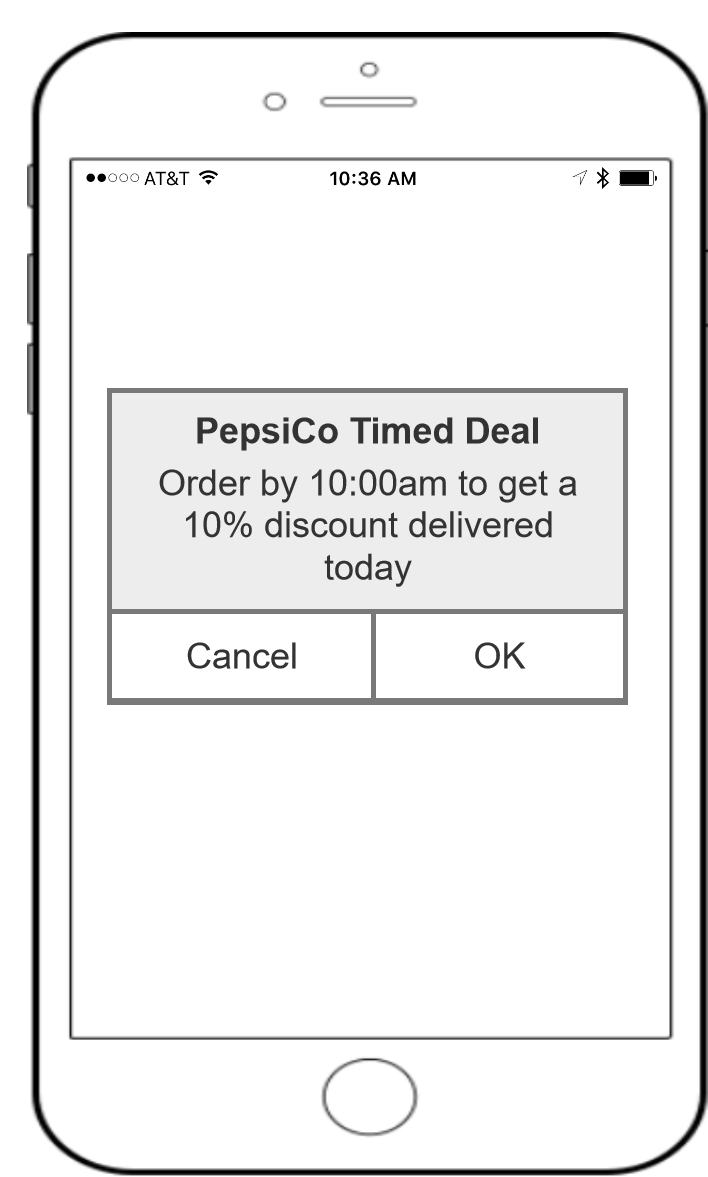 AT&T 10:36 AM
PepsiCo Timed Deal
Order by 10:00am to get a
10% discount delivered
today
Cancel OK